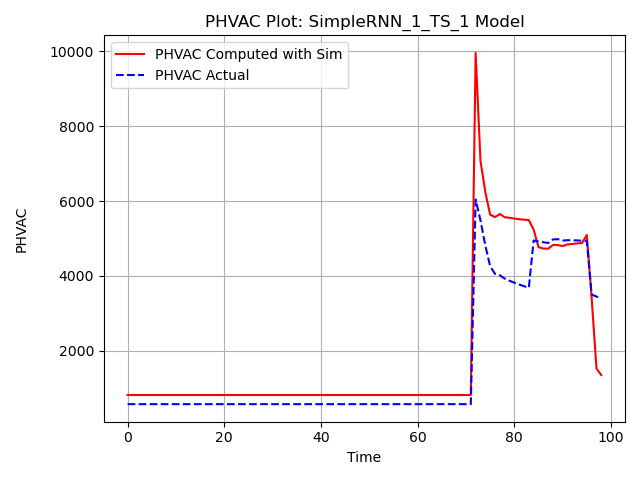 PHVAC Plot: SimpleRNN_1_TS_1 Model
PHVAC Computed with Sim
PHVAC Actual
PHVAC
10000
8000
6000
4000
2000
0 20 40 60 80 100
Time